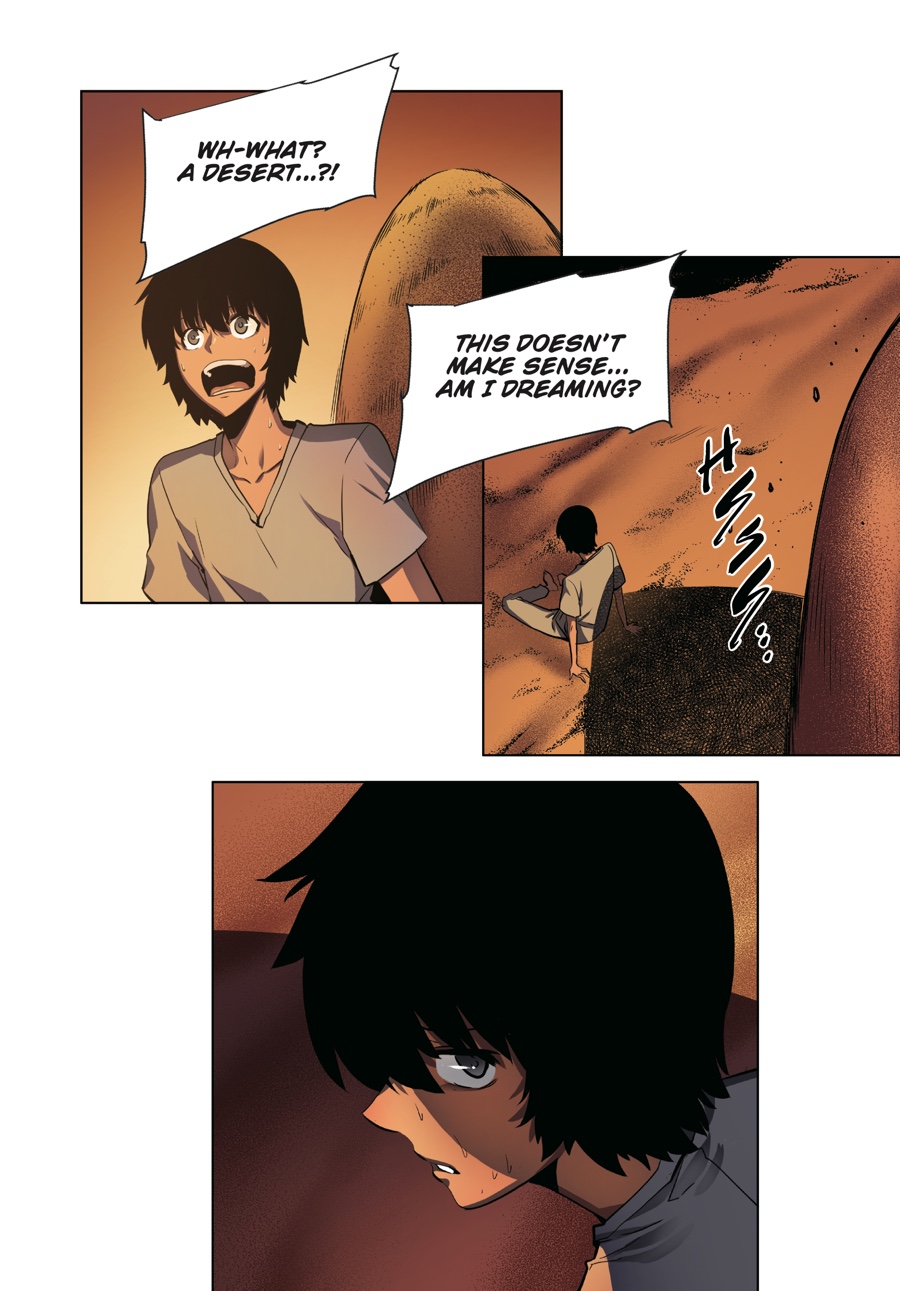 WH-WHAT?
A DESERT...?!
THIS DOESN'T
MAKE SENSE...
AM I DREAMING?
HSSS...